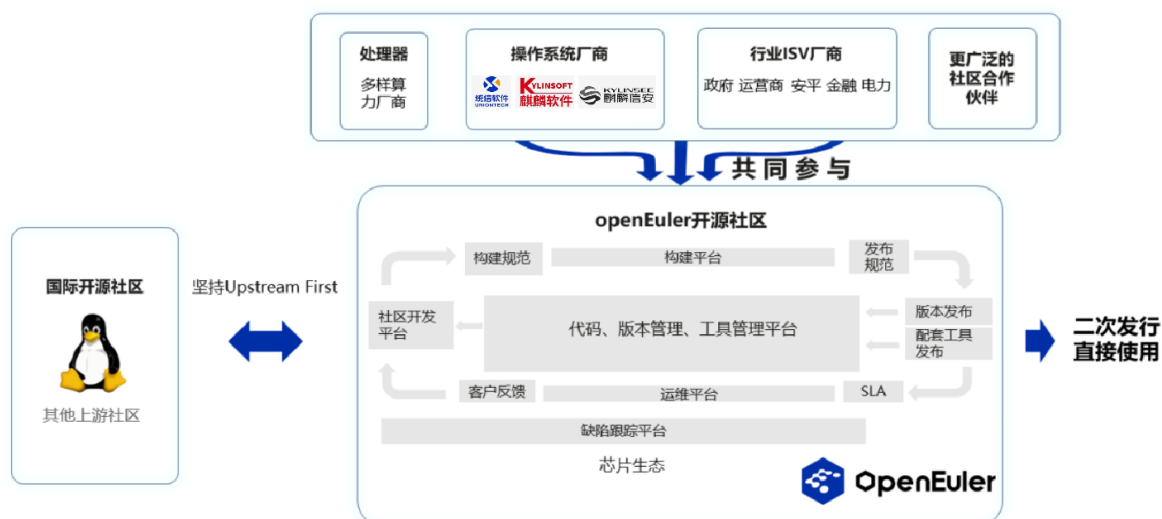 处理器
多样算
力厂商
操作系统厂商
统信软件
UNIONTECH
KYLINSOFT
麒麟软件
KYLINSEC
麒麟信安
行业ISV厂商
政府 运营商 安平 金融 电力
更广泛的
社区合作
伙伴
共同参与
国际开源社区
其他上游社区
坚持Upstream First
openEuler开源社区
构建规范
构建平台
发布
规范
社区开发
平台
代码、版本管理、工具管理平台
版本发布
配套工具
发布
客户反馈
运维平台
SLA
缺陷跟踪平台
芯片生态
OpenEuler
二次发行
直接使用